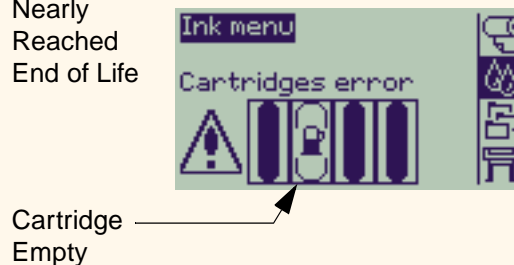 Nearly
Reached
End of Life
Ink menu
Cartridges error
Cartridge
Empty